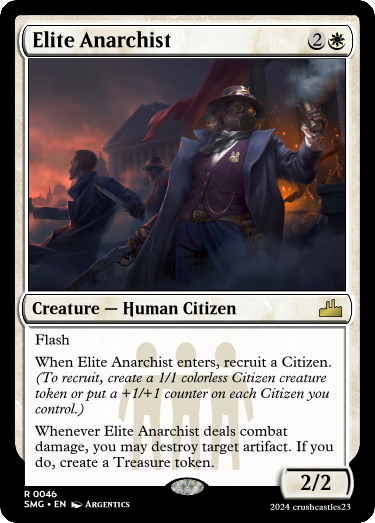 Elite Anarchist 2
Creature — Human Citizen
Flash
When Elite Anarchist enters, recruit a Citizen.
(To recruit, create a 1/1 colorless Citizen creature
token or put a +1/+1 counter on each Citizen you
control.)
Whenever Elite Anarchist deals combat
damage, you may destroy target artifact. If you
do, create a Treasure token.
2/2
R 0046
SMG • EN Argentics
2024 crushcastles23